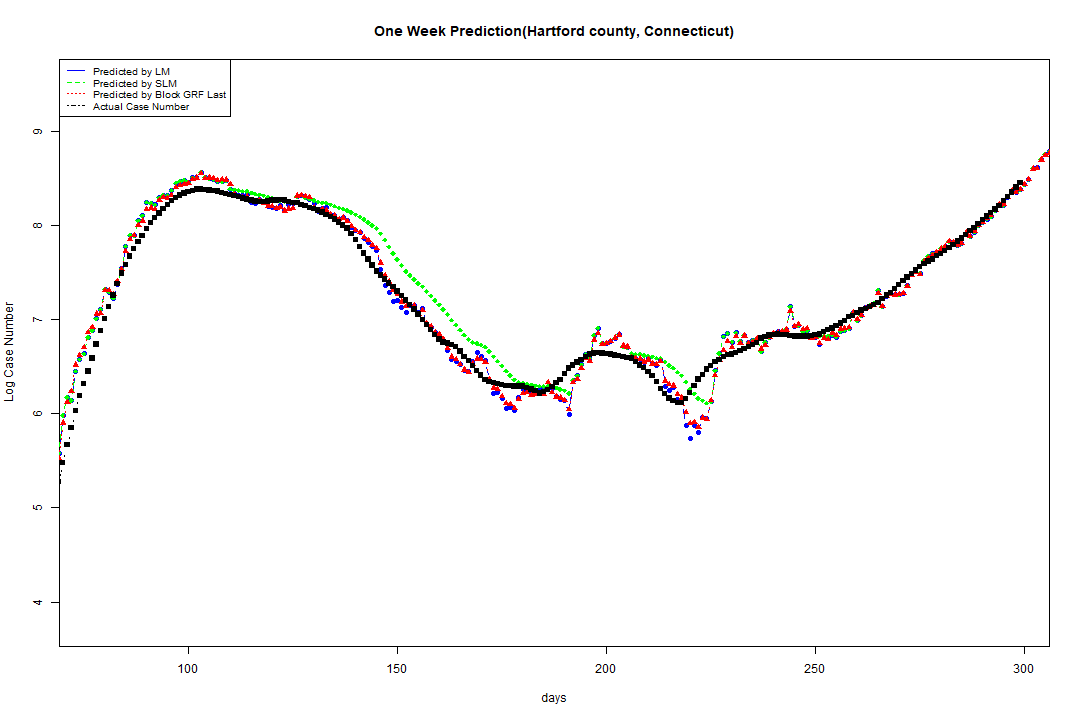 One Week Prediction(Hartford county, Connecticut)
Predicted by LM
Predicted by SLM
Predicted by Block GRF Last
Actual Case Number
9
8
7
6
5
4
Log Case Number
100 150 200 250 300
days